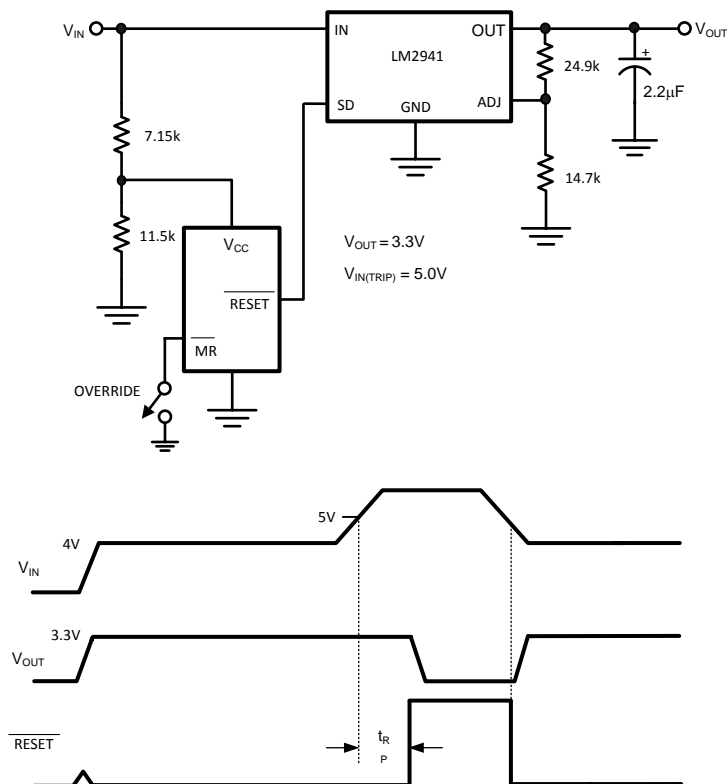 VIN
IN
OUT
VOUT
LM2941
24.9k
+
2.2μF
SD
GND
ADJ
7.15k
14.7k
11.5k
VCC
VOUT = 3.3V
VIN(TRIP) = 5.0V
RESET
MR
OVERRIDE
5V
4V
VIN
3.3V
VOUT
tR
P
RESET